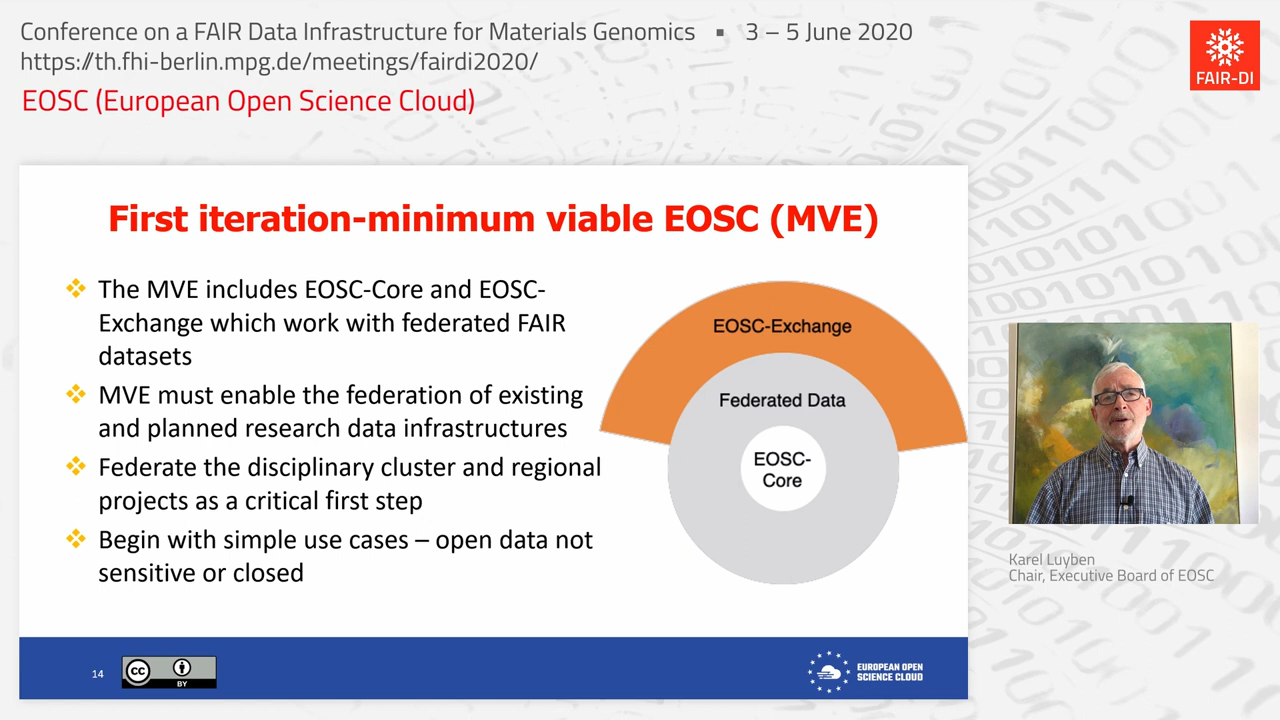 Conference on a FAIR Data Infrastructure for Materials Genomics ▪ 3 – 5 June 2020
https://th.fhi-berlin.mpg.de/meetings/fairdi2020/
EOSC (European Open Science Cloud)
FAIR-DI
First iteration-minimum viable EOSC (MVE)
❖ The MVE includes EOSC-Core and EOSC-
Exchange which work with federated FAIR
datasets
❖ MVE must enable the federation of existing
and planned research data infrastructures
❖ Federate the disciplinary cluster and regional
projects as a critical first step
❖ Begin with simple use cases – open data not
sensitive or closed
EOSC-Exchange
Federated Data
EOSC-
Core
Karel Luyben
Chair, Executive Board of EOSC
14
cc
BY
EUROPEAN OPEN
SCIENCE CLOUD